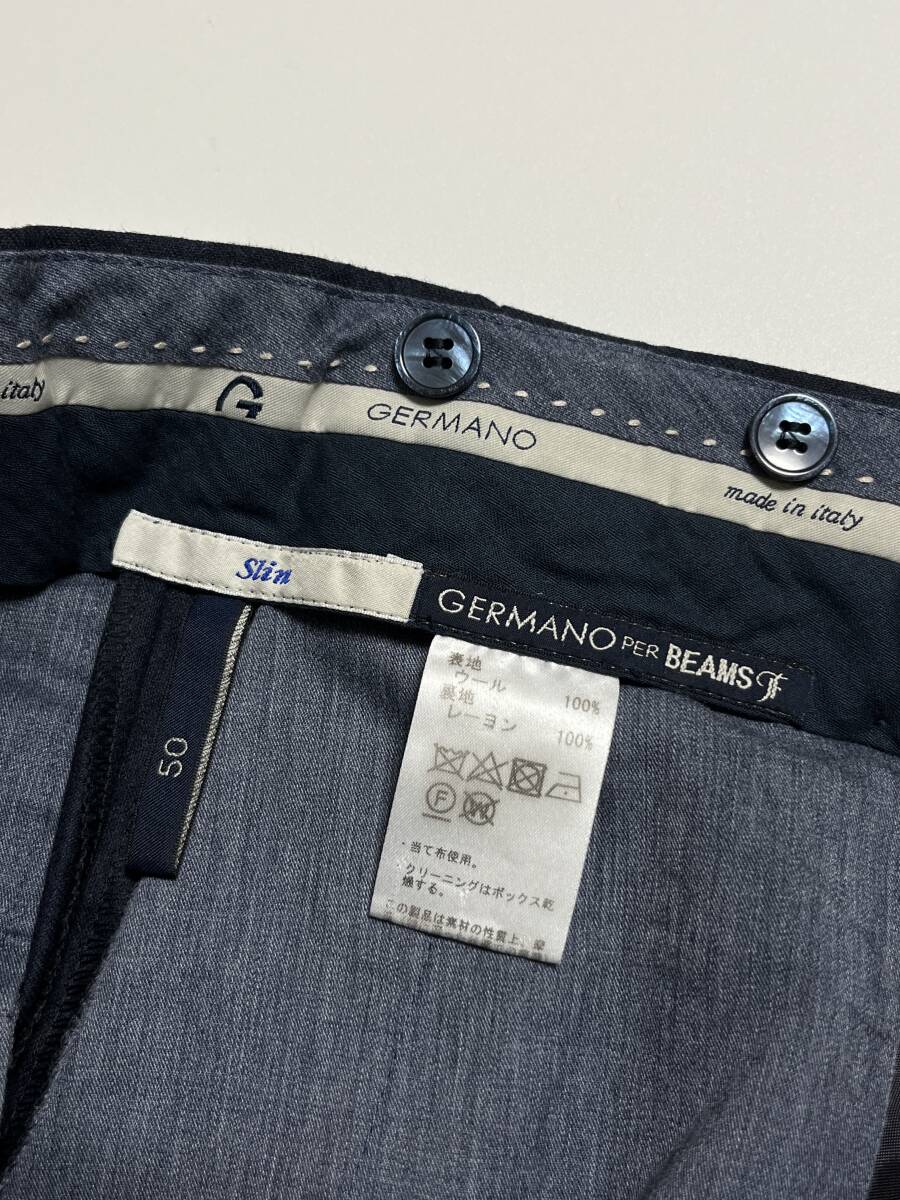 italy
G
GERMANO
made in italy
Slim
GERMANO PER BEAMS F
50
表地
ウール 100%
裏地
レーヨン 100%
F
W
・当て布使用。
・クリーニングはボックス乾
燥する。
この製品は素材の性質上、